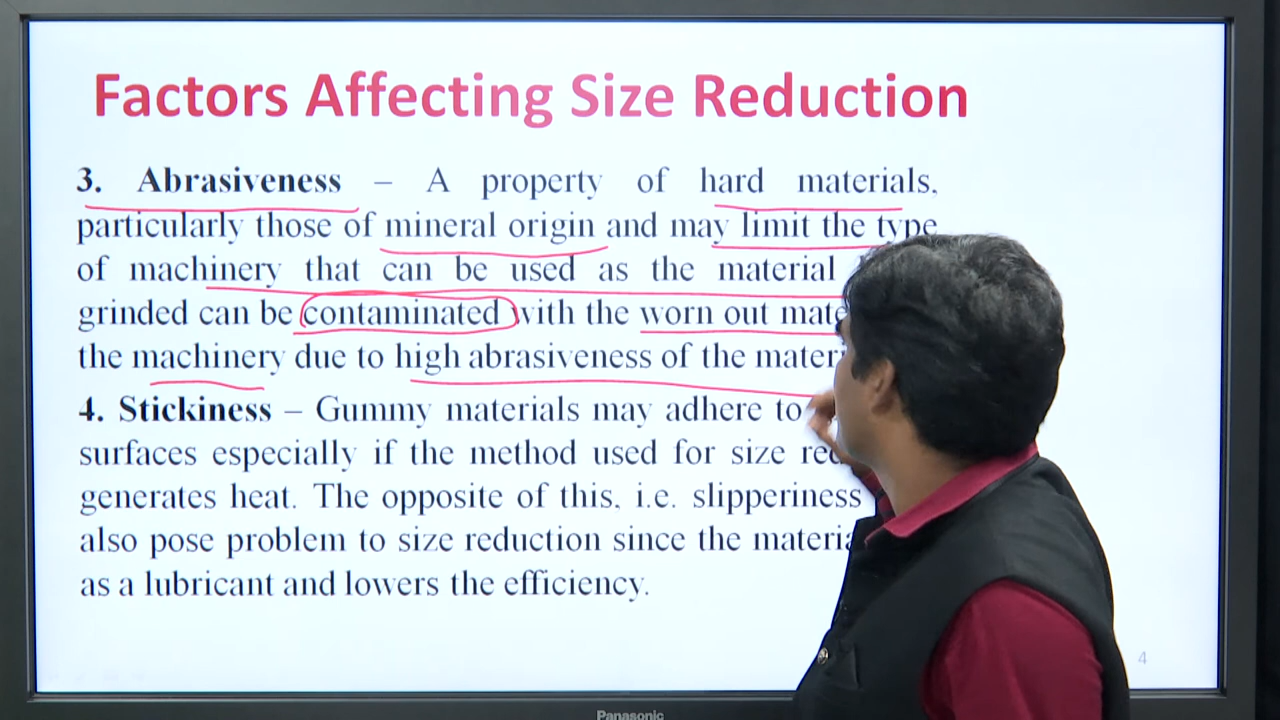 Factors Affecting Size Reduction
3. Abrasiveness – A property of hard materials,
particularly those of mineral origin and may limit the type
of machinery that can be used as the material
grinded can be contaminated with the worn out
the machinery due to high abrasiveness of the
4. Stickiness – Gummy materials may adhere to
surfaces especially if the method used for size
generates heat. The opposite of this, i.e. slipperiness
also pose problem to size reduction since the
as a lubricant and lowers the efficiency.
4
Panasonic